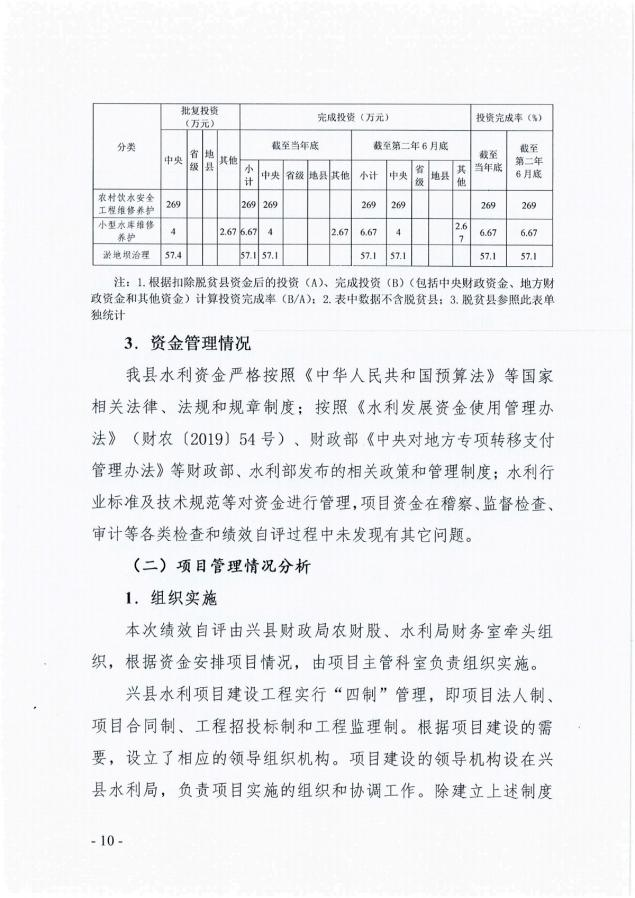 分类 批复投资（万元） 完成投资（万元） 投资完成率（%）
中央 省级 地县 其他 截至当年底 截至第二年6月底 截至当年底 截至第二年6月底
小计 中央 省级 地县 其他 小计 中央 省级 地县 其他
农村饮水安全工程维修养护 269 269 269 269 269 269 269
小型水库维修养护 4 2.67 6.67 4 2.67 6.67 4 2.67 6.67 6.67
淤地坝治理 57.4 57.1 57.1 57.1 57.1 57.1 57.1
注：1.根据扣除脱贫县后的投资（A）、完成投资（B）（包括中央财政资金、地方财
政资金和其他资金）计算投资完成率（B/A）；2.表中数据不含脱贫县；3.脱贫县参照此表单
独统计
3. 资金管理情况
我县水利资金严格按照《中华人民共和国预算法》等国家
相关法律、法规和规章制度；按照《水利发展资金使用管理办
法》（财农〔2019〕54号）、财政部《中央对地方专项转移支付
管理办法》等财政部、水利部发布的相关政策和管理制度；水利行
业标准及技术规范等对资金进行管理,项目资金在稽察、监督检查、
审计等各类检查和绩效自评过程中未发现有其它问题。
（二）项目管理情况分析
1. 组织实施
本次绩效自评由兴县财政局农财股、水利局财务室牵头组
织，根据资金安排项目情况，由项目主管科室负责组织实施。
兴县水利项目建设工程实行“四制”管理，即项目法人制、
项目合同制、工程招投标制和工程监理制。根据项目建设的需
要，设立了相应的领导组织机构。项目建设的领导机构设在兴
县水利局，负责项目实施的组织和协调工作。除建立上述制度
- 10 -